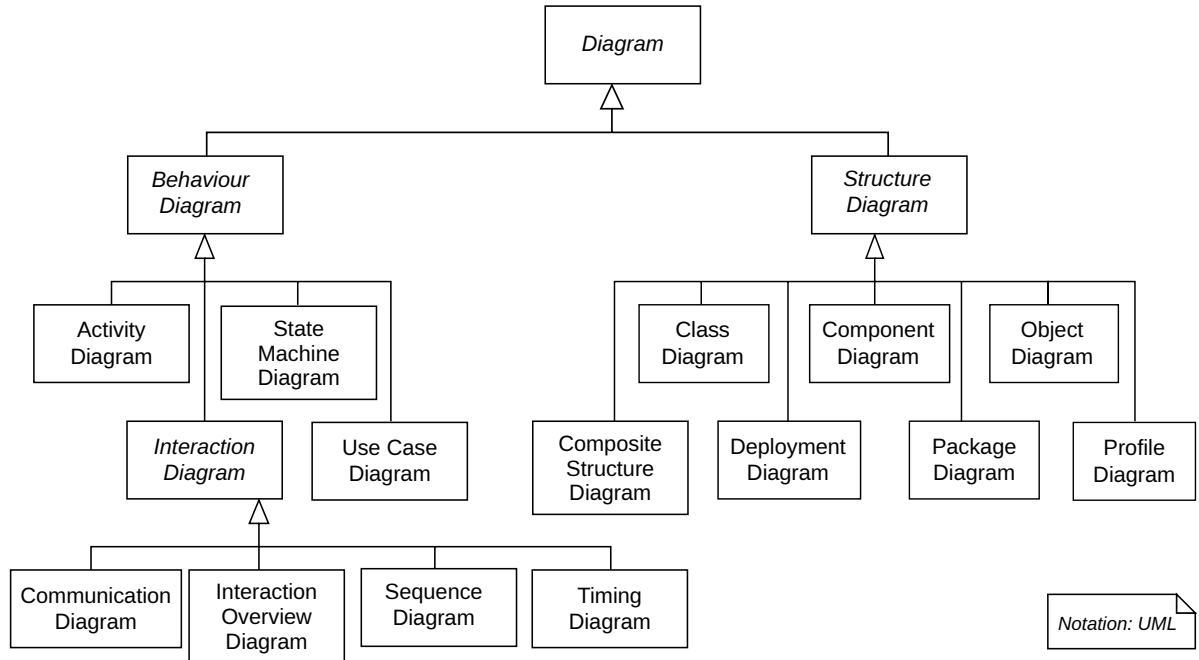 Diagram
Behaviour
Diagram
Structure
Diagram
Activity
Diagram
State
Machine
Diagram
Class
Diagram
Component
Diagram
Object
Diagram
Interaction
Diagram
Use Case
Diagram
Composite
Structure
Diagram
Deployment
Diagram
Package
Diagram
Profile
Diagram
Communication
Diagram
Interaction
Overview
Diagram
Sequence
Diagram
Timing
Diagram
Notation: UML